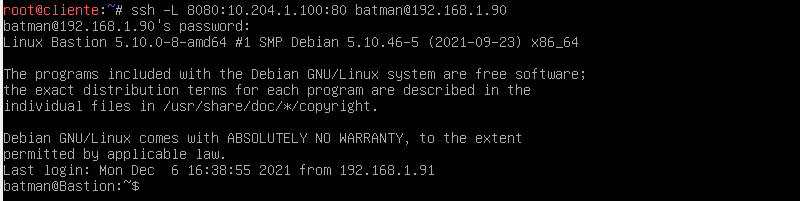 root@cliente:~# ssh -L 8080:10.204.1.100:80 batman@192.168.1.90
batman@192.168.1.90's password:
Linux Bastion 5.10.0-8-amd64 #1 SMP Debian 5.10.46-5 (2021-09-23) x86_64
The programs included with the Debian GNU/Linux system are free software;
the exact distribution terms for each program are described in the
individual files in /usr/share/doc/*/copyright.
Debian GNU/Linux comes with ABSOLUTELY NO WARRANTY, to the extent
permitted by applicable law.
Last login: Mon Dec  6 16:38:55 2021 from 192.168.1.91
batman@Bastion:~$